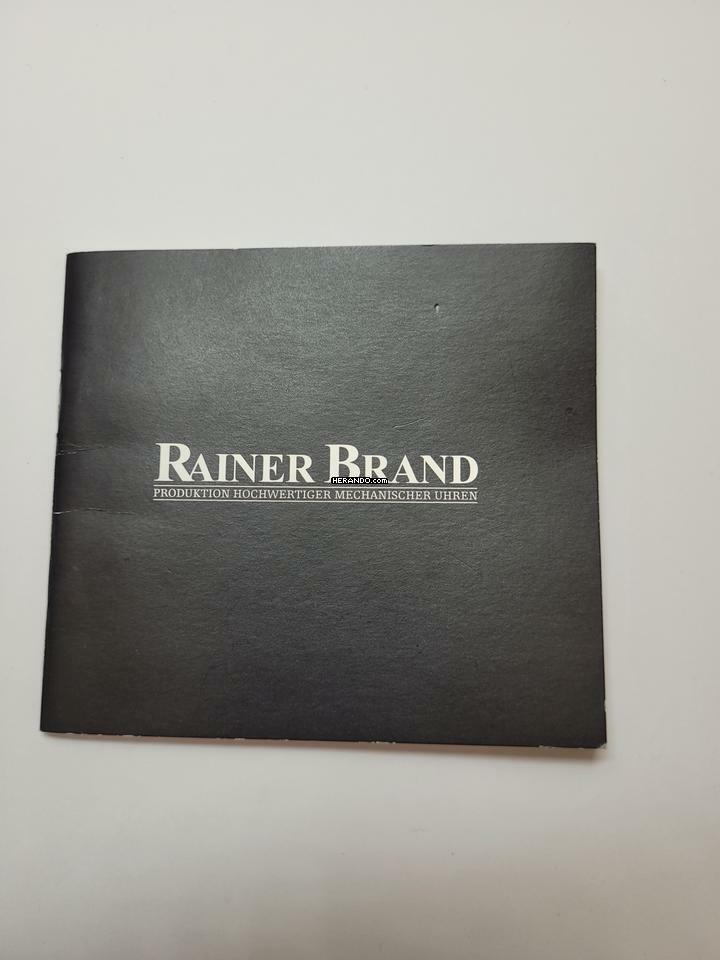 RAINER BRAND
HERANDO.com
PRODUKTION HOCHWERTIGER MECHANISCHER UHREN